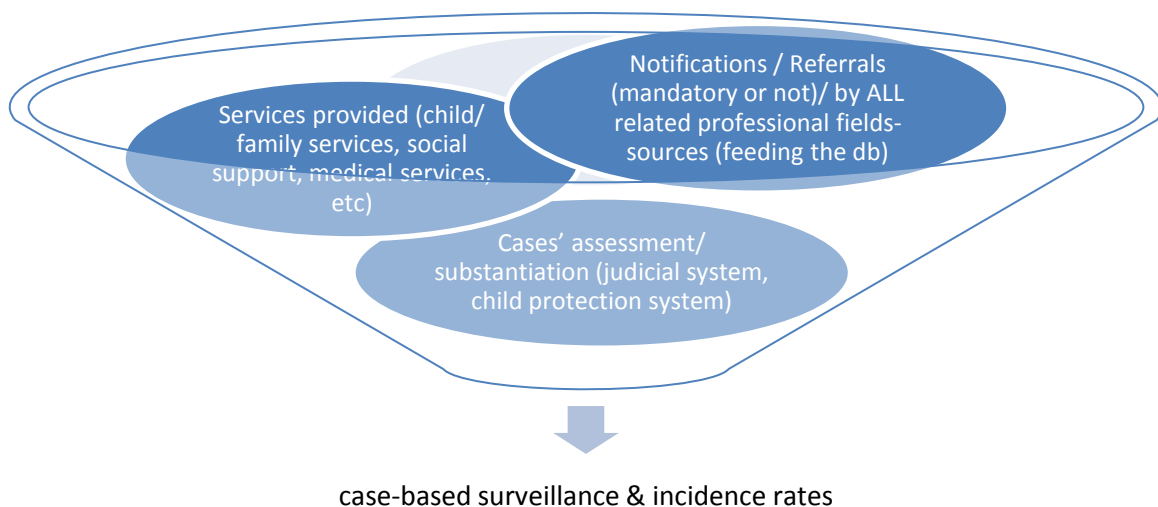 Notifications / Referrals
(mandatory or not)/ by ALL
related professional fields-
sources (feeding the db)
Services provided (child/
family services, social
support, medical services,
etc)
Cases’ assessment/
substantiation (judicial system,
child protection system)
case-based surveillance & incidence rates